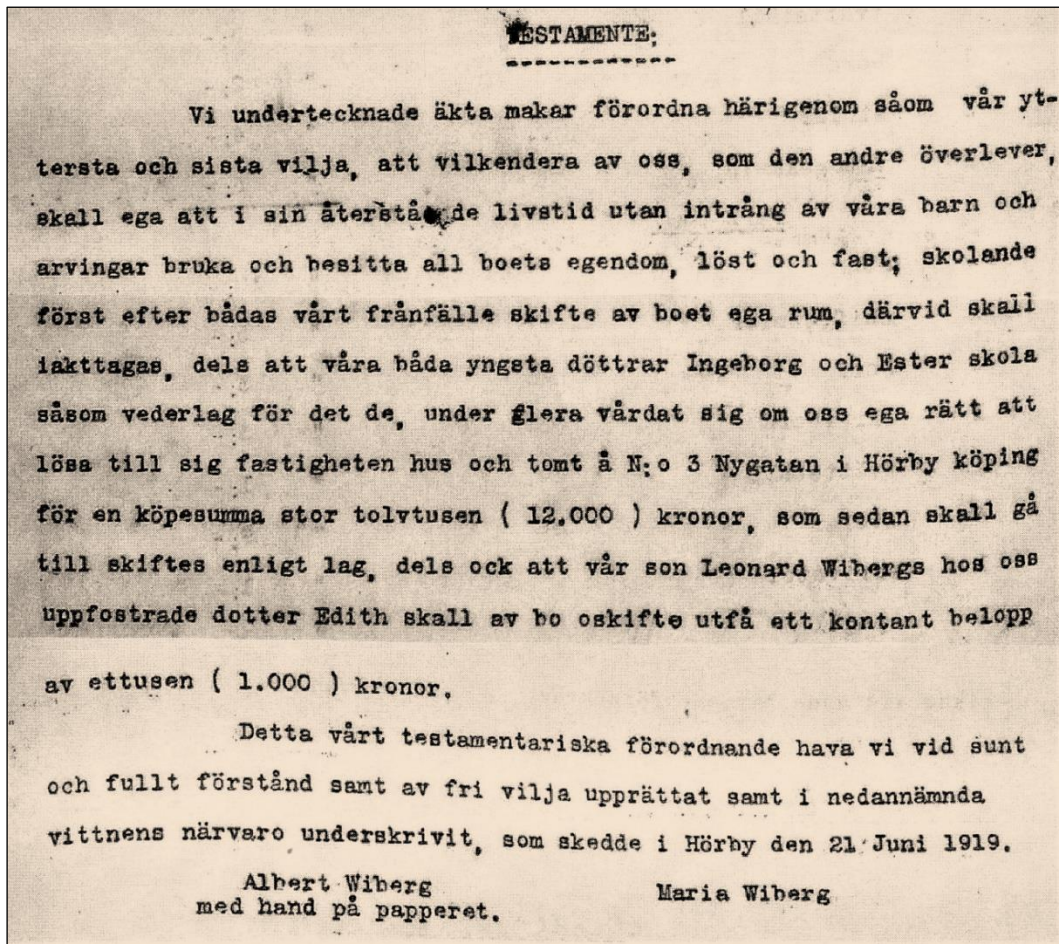 TESTAMENTE:
Vi undertecknade äkta makar förordna härigenom såom vår yt-
tersta och sista vilja, att vilkendera av oss, som den andre överlever,
skall ega att i sin återstående livstid utan intrång av våra barn och
arvingar bruka och besitta all boets egendom, löst och fast; skolande
först efter bådas vårt frånfälle skifte av boet ega rum, därvid skall
iakttagas, dels att våra båda yngsta döttrar Ingeborg och Ester skola
såsom vederlag för det de, under flera vårdat sig om oss ega rätt att
lösa till sig fastigheten hus och tomt å N:o 3 Nygatan i Hörby köping
för en köpesumma stor tolvtusen ( 12.000 ) kronor, som sedan skall gå
till skiftes enligt lag, dels ock att vår son Leonard Wibergs hos oss
uppfostrade dotter Edith skall av bo oskifte utfå ett kontant belopp
av ettusen ( 1.000 ) kronor.
Detta vårt testamentariska förordnande hava vi vid sunt
och fullt förstånd samt av fri vilja upprättat samt i nedannämnda
vittnens närvaro underskrivit, som skedde i Hörby den 21 Juni 1919.
Albert Wiberg Maria Wiberg
med hand på papperet.